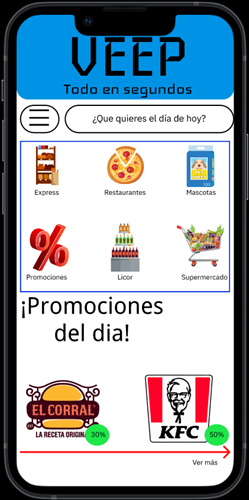 VEEP
Todo en segundos
¿Que quieres el día de hoy?
Express
Restaurantes
Mascotas
Promociones
Licor
Supermercado
¡Promociones
del dia!
EL CORRAL
LA RECETA ORIGINAL
30%
KFC
50%
Ver más